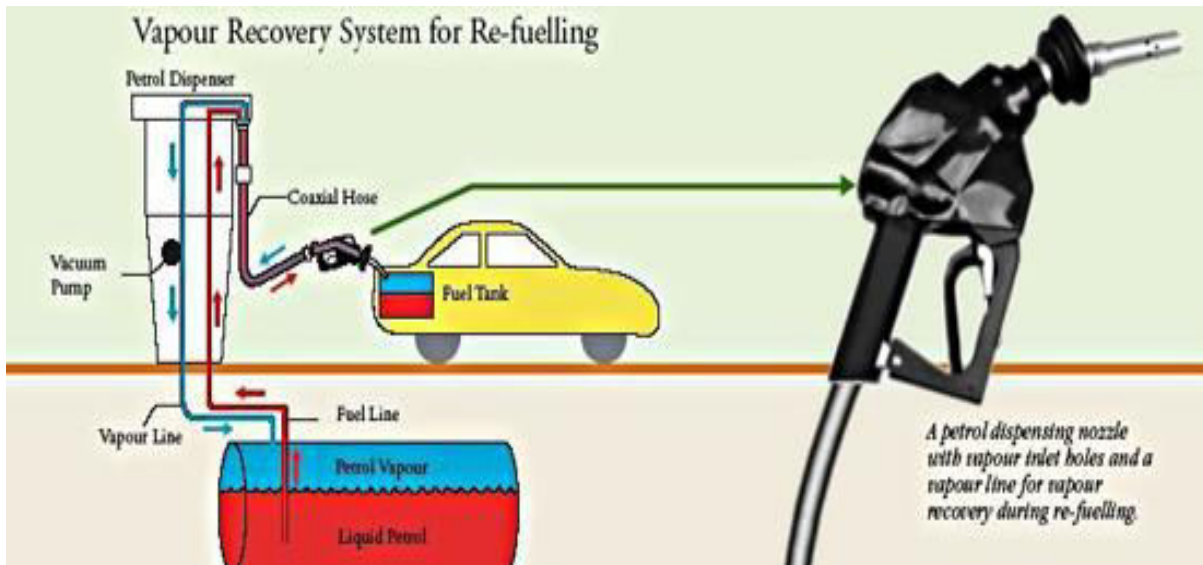 Vapour Recovery System for Re-fuelling
Petrol Dispenser
Coaxial Hose
Vacuum
Pump
Fuel Tank
Fuel Line
Vapour Line
Petrol Vapour
Liquid Petrol
A petrol dispensing nozzle
with vapour inlet holes and a
vapour line for vapour
recovery during re-fuelling.